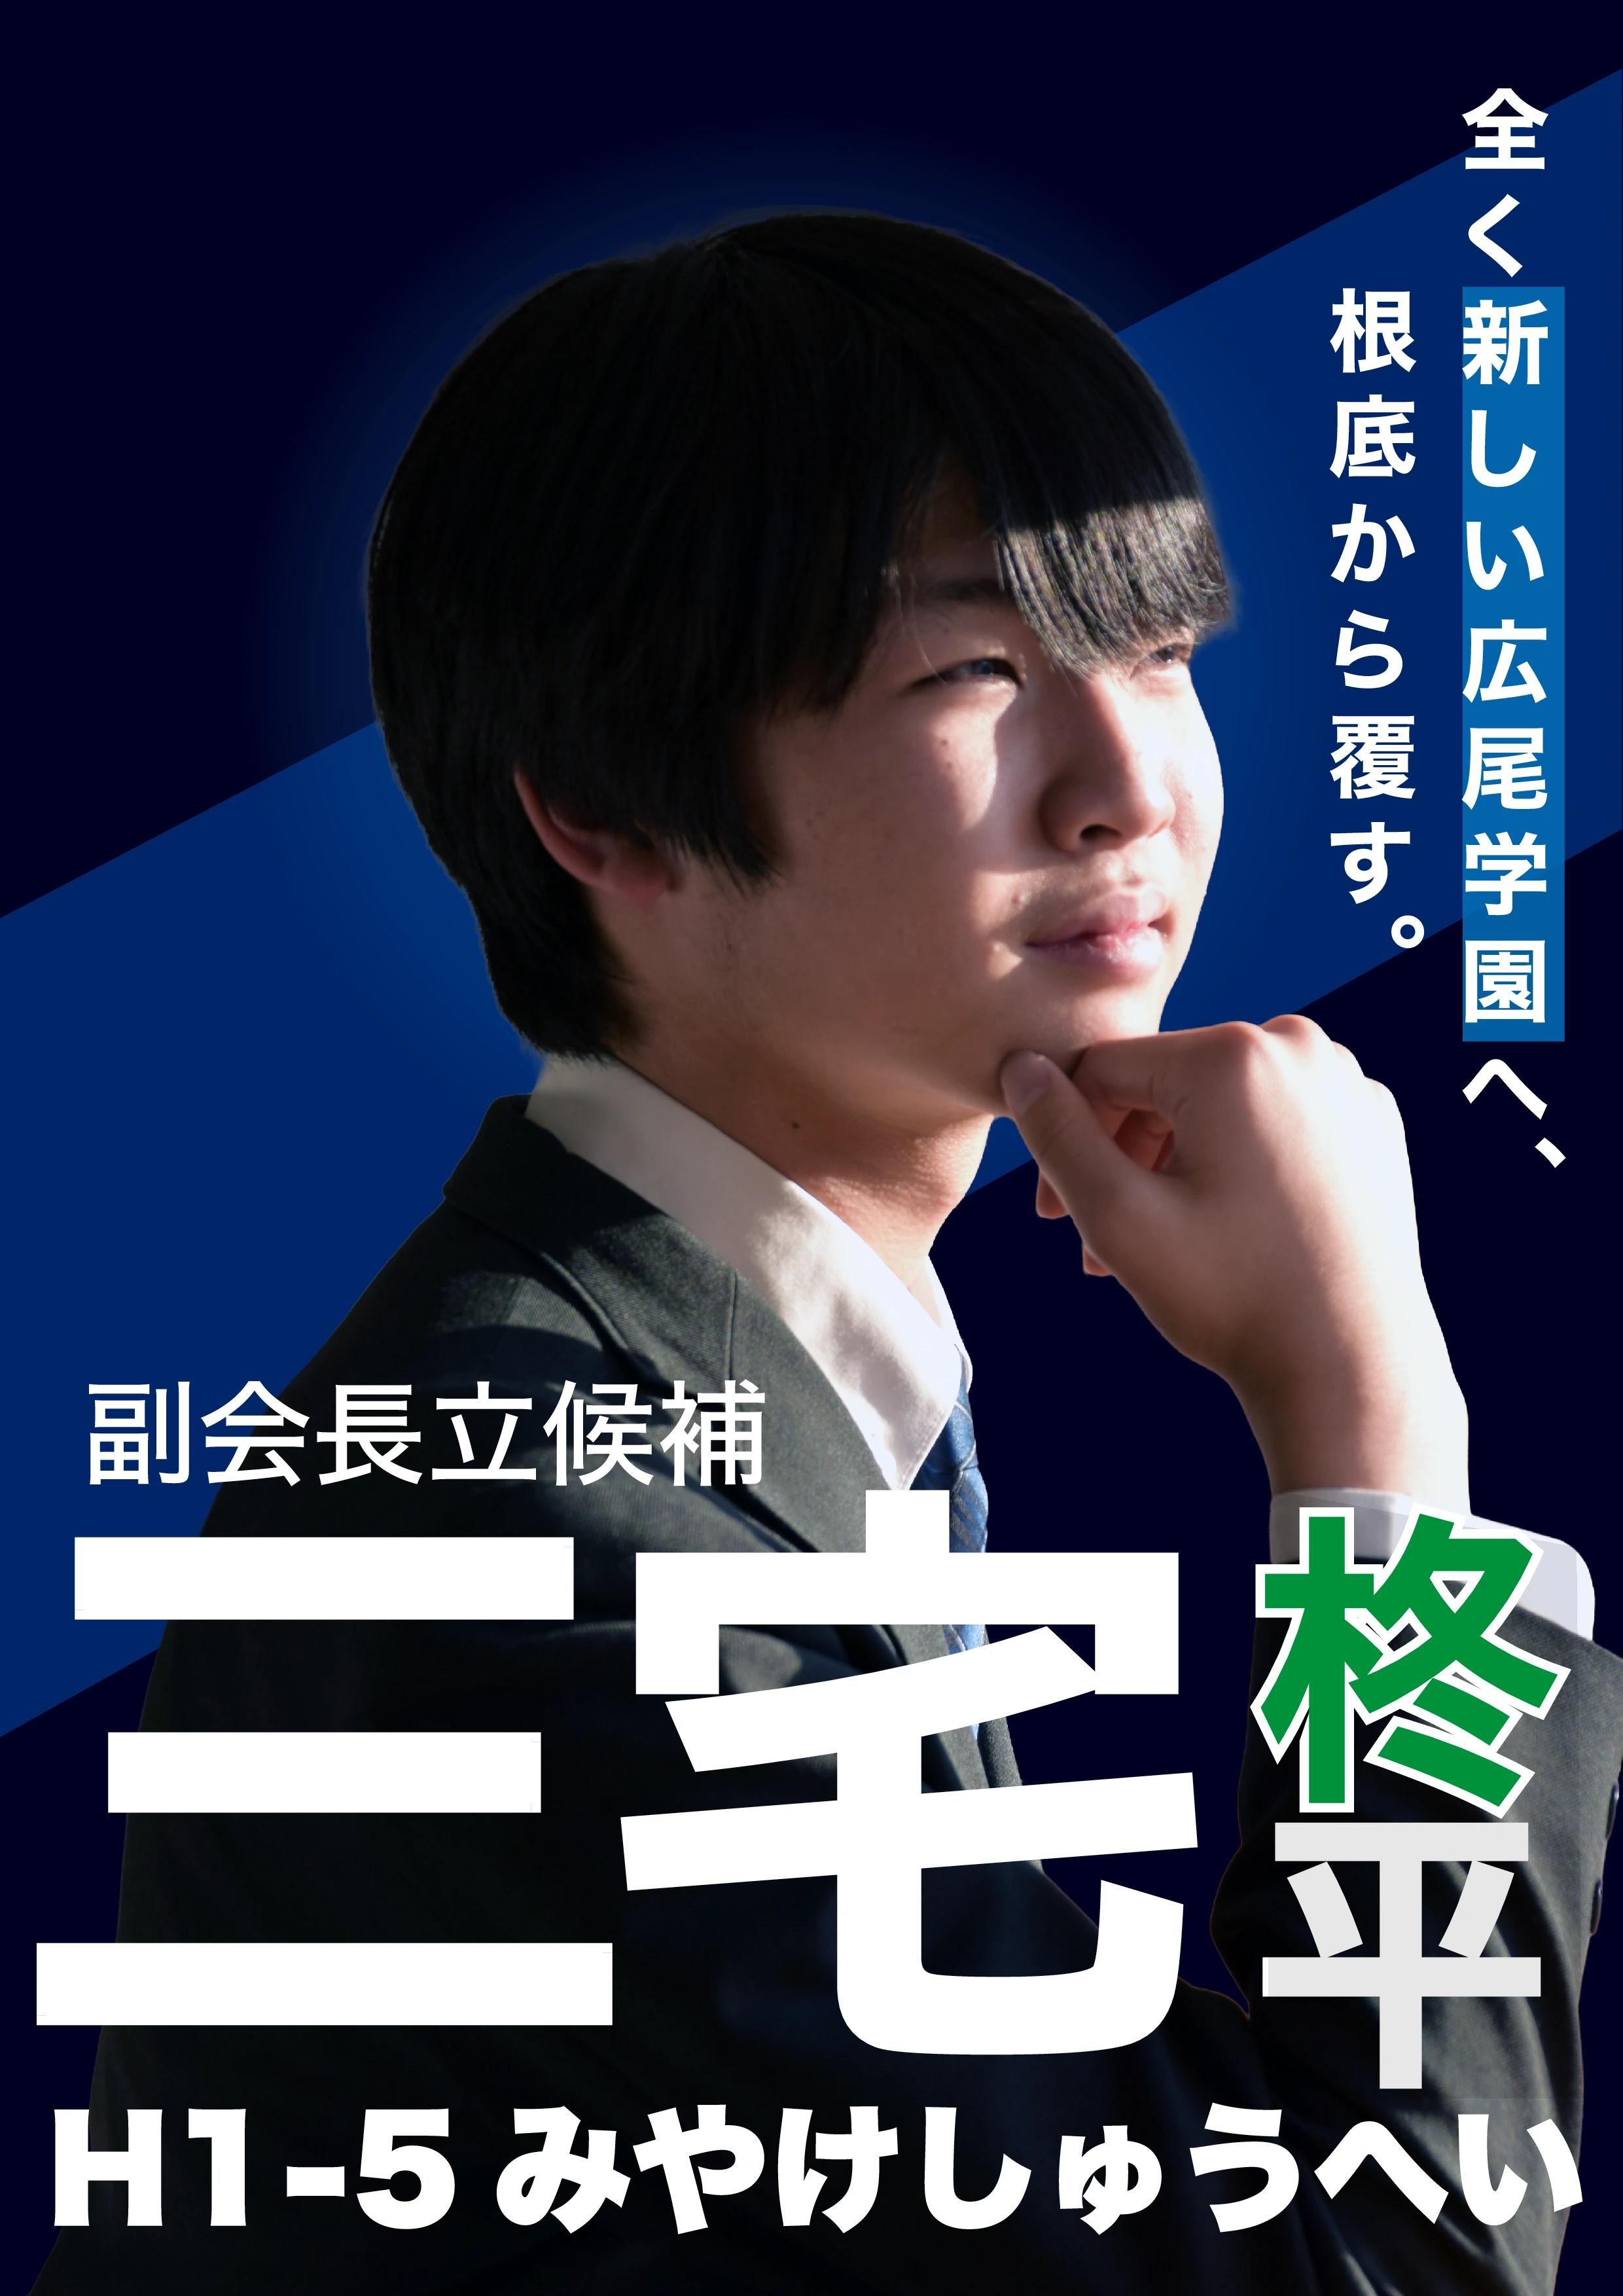 全く新しい広尾学園へ、
根底から覆す。
副会長立候補
三宅柊平
H1-5 みやけしゅうへい